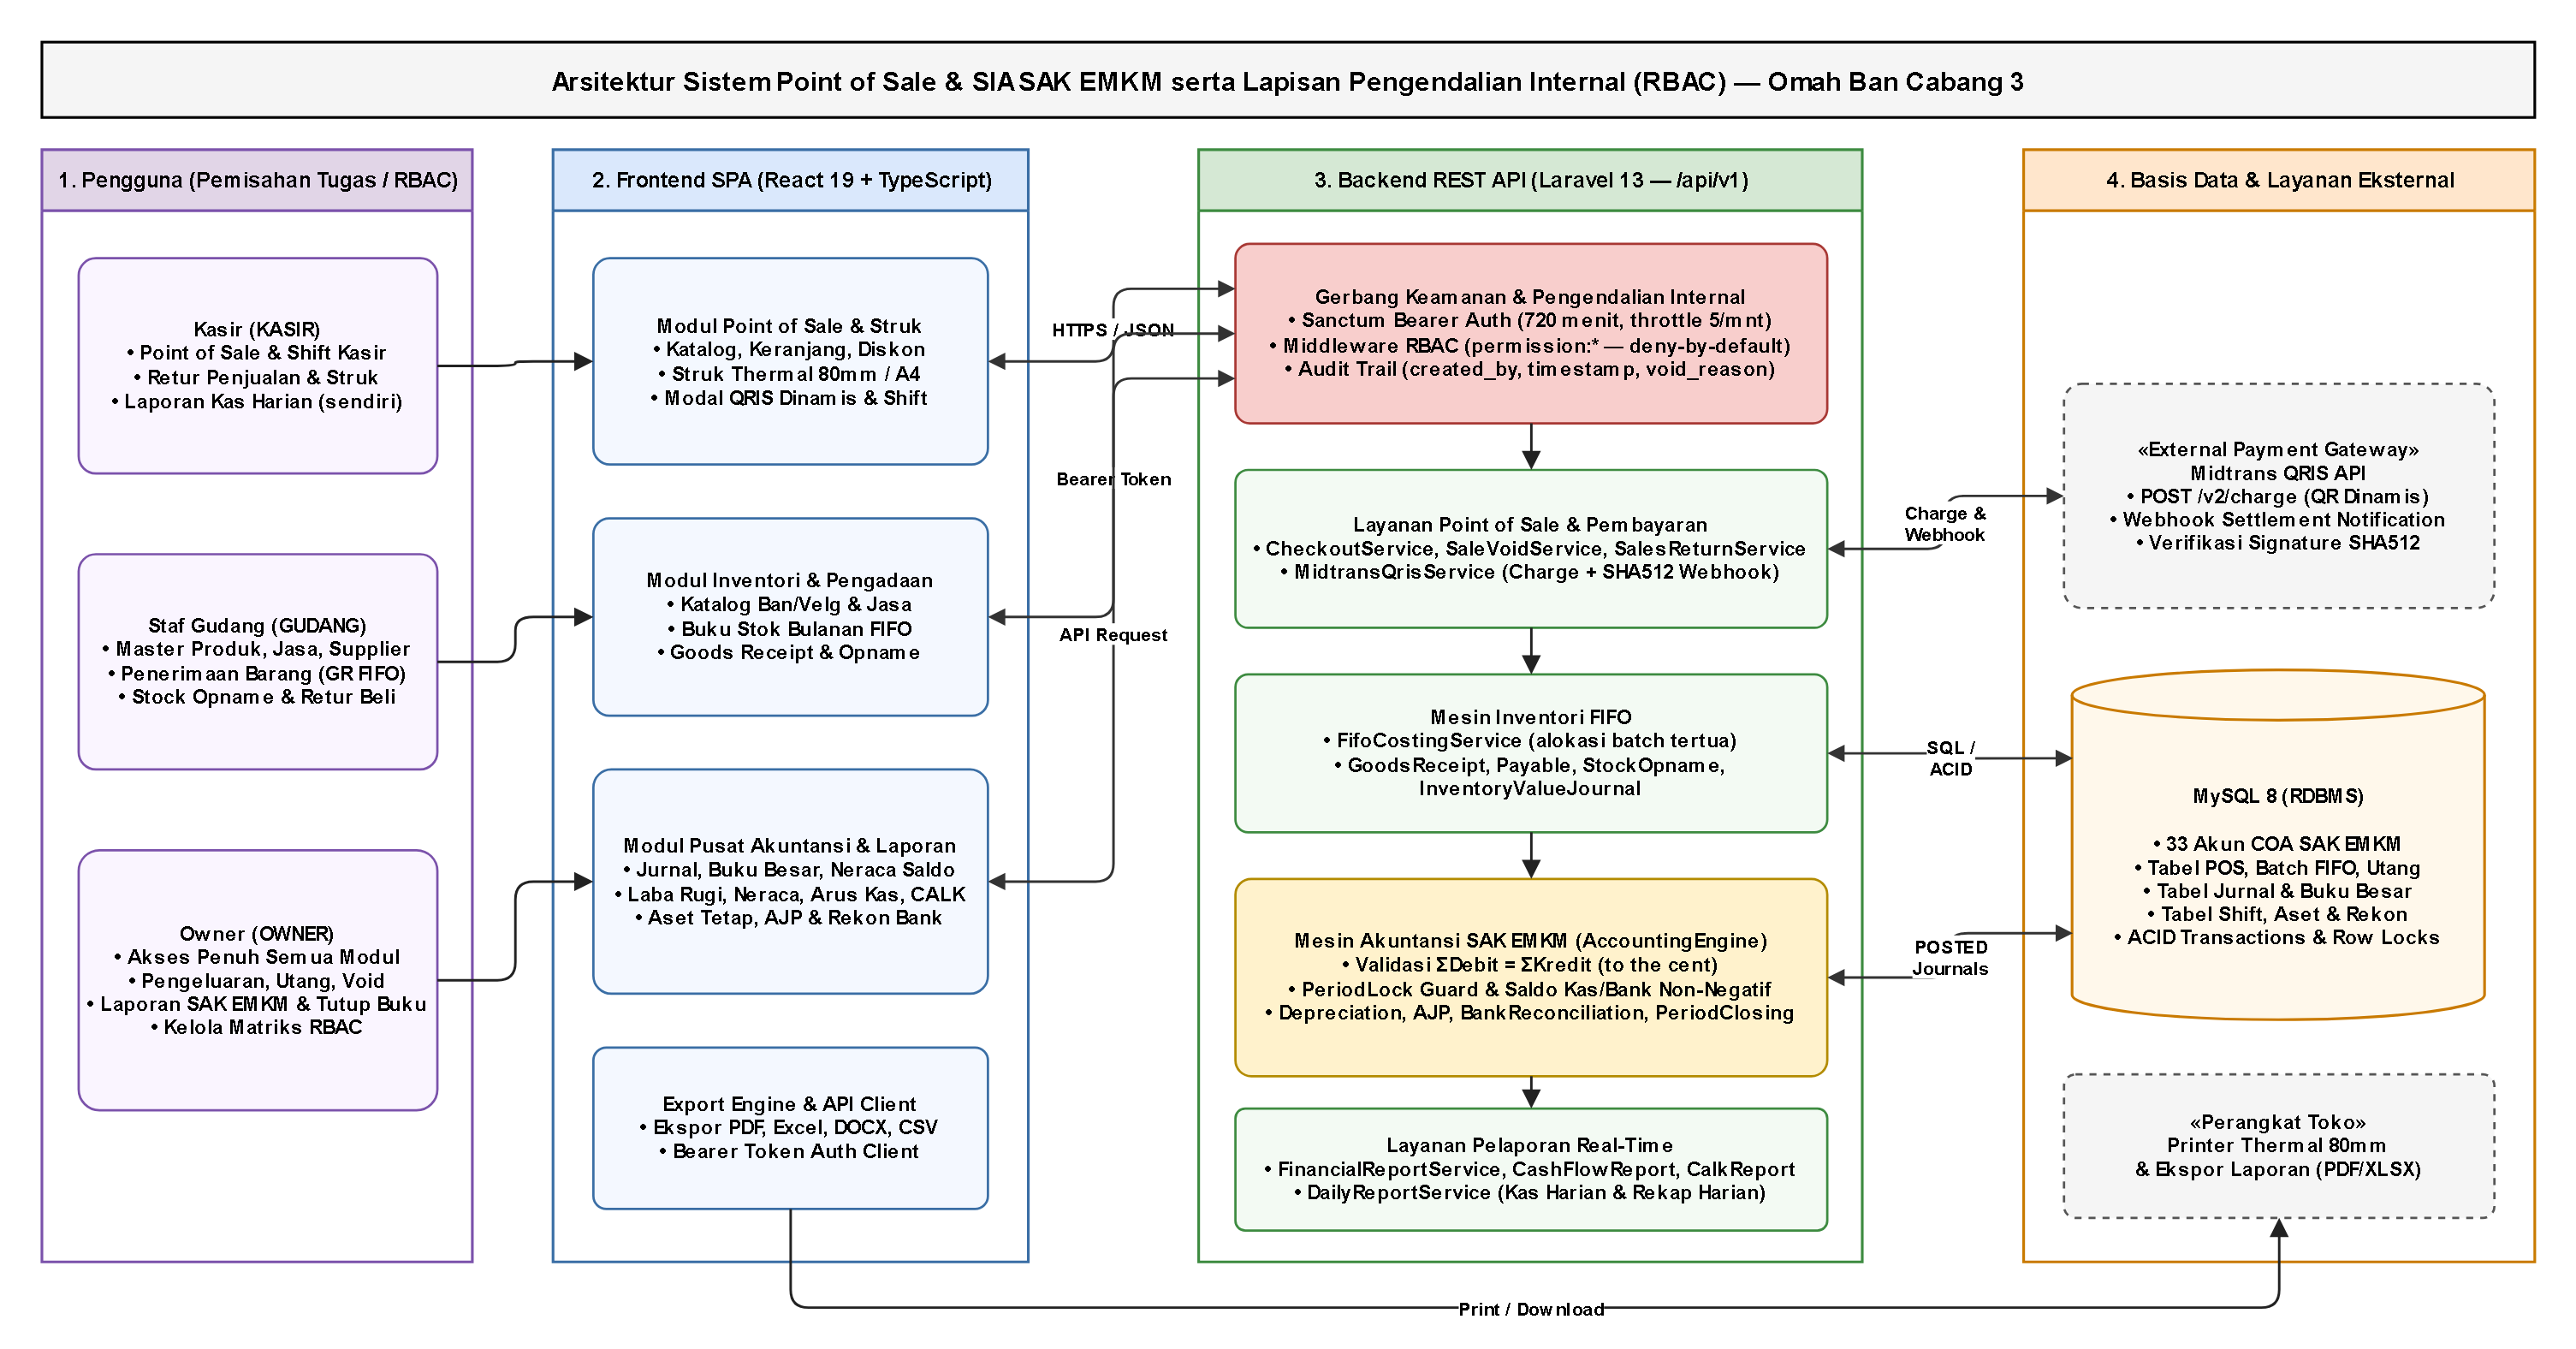 Arsitektur Sistem Point of Sale & SIA SAK EMKM serta Lapisan Pengendalian Internal (RBAC) — Omah Ban Cabang 3
1. Pengguna (Pemisahan Tugas / RBAC)
Kasir (KASIR)
• Point of Sale & Shift Kasir
• Retur Penjualan & Struk
• Laporan Kas Harian (sendiri)
Staf Gudang (GUDANG)
• Master Produk, Jasa, Supplier
• Penerimaan Barang (GR FIFO)
• Stock Opname & Retur Beli
Owner (OWNER)
• Akses Penuh Semua Modul
• Pengeluaran, Utang, Void
• Laporan SAK EMKM & Tutup Buku
• Kelola Matriks RBAC
2. Frontend SPA (React 19 + TypeScript)
Modul Point of Sale & Struk
• Katalog, Keranjang, Diskon
• Struk Thermal 80mm / A4
• Modal QRIS Dinamis & Shift
Modul Inventori & Pengadaan
• Katalog Ban/Velg & Jasa
• Buku Stok Bulanan FIFO
• Goods Receipt & Opname
Modul Pusat Akuntansi & Laporan
• Jurnal, Buku Besar, Neraca Saldo
• Laba Rugi, Neraca, Arus Kas, CALK
• Aset Tetap, AJP & Rekon Bank
Export Engine & API Client
• Ekspor PDF, Excel, DOCX, CSV
• Bearer Token Auth Client
HTTPS / JSON
Bearer Token
API Request
3. Backend REST API (Laravel 13 — /api/v1)
Gerbang Keamanan & Pengendalian Internal
• Sanctum Bearer Auth (720 menit, throttle 5/mnt)
• Middleware RBAC (permission:* — deny-by-default)
• Audit Trail (created_by, timestamp, void_reason)
Layanan Point of Sale & Pembayaran
• CheckoutService, SaleVoidService, SalesReturnService
• MidtransQrisService (Charge + SHA512 Webhook)
Mesin Inventori FIFO
• FifoCostingService (alokasi batch tertua)
• GoodsReceipt, Payable, StockOpname,
InventoryValueJournal
Mesin Akuntansi SAK EMKM (AccountingEngine)
• Validasi ΣDebit = ΣKredit (to the cent)
• PeriodLock Guard & Saldo Kas/Bank Non-Negatif
• Depreciation, AJP, BankReconciliation, PeriodClosing
Layanan Pelaporan Real-Time
• FinancialReportService, CashFlowReport, CalkReport
• DailyReportService (Kas Harian & Rekap Harian)
Charge &
Webhook
SQL /
ACID
POSTED
Journals
4. Basis Data & Layanan Eksternal
«External Payment Gateway»
Midtrans QRIS API
• POST /v2/charge (QR Dinamis)
• Webhook Settlement Notification
• Verifikasi Signature SHA512
MySQL 8 (RDBMS)
• 33 Akun COA SAK EMKM
• Tabel POS, Batch FIFO, Utang
• Tabel Jurnal & Buku Besar
• Tabel Shift, Aset & Rekon
• ACID Transactions & Row Locks
«Perangkat Toko»
Printer Thermal 80mm
& Ekspor Laporan (PDF/XLSX)
Print / Download